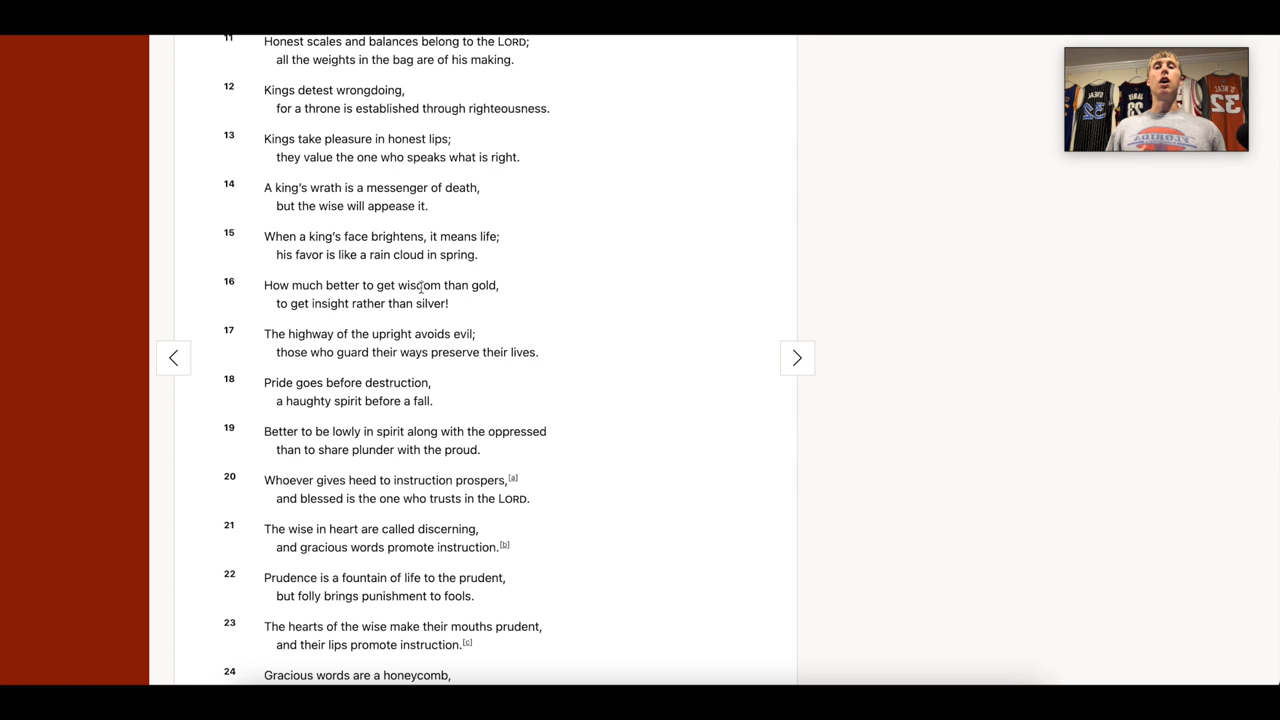 11 Honest scales and balances belong to the LORD;
all the weights in the bag are of his making.
12 Kings detest wrongdoing,
for a throne is established through righteousness.
13 Kings take pleasure in honest lips;
they value the one who speaks what is right.
14 A king's wrath is a messenger of death,
but the wise will appease it.
15 When a king's face brightens, it means life;
his favor is like a rain cloud in spring.
16 How much better to get wisdom than gold,
to get insight rather than silver!
17 The highway of the upright avoids evil;
those who guard their ways preserve their lives.
18 Pride goes before destruction,
a haughty spirit before a fall.
19 Better to be lowly in spirit along with the oppressed
than to share plunder with the proud.
20 Whoever gives heed to instruction prospers,[a]
and blessed is the one who trusts in the LORD.
21 The wise in heart are called discerning,
and gracious words promote instruction.[b]
22 Prudence is a fountain of life to the prudent,
but folly brings punishment to fools.
23 The hearts of the wise make their mouths prudent,
and their lips promote instruction.[c]
24 Gracious words are a honeycomb,
O'NEAL
32
FLORIDA